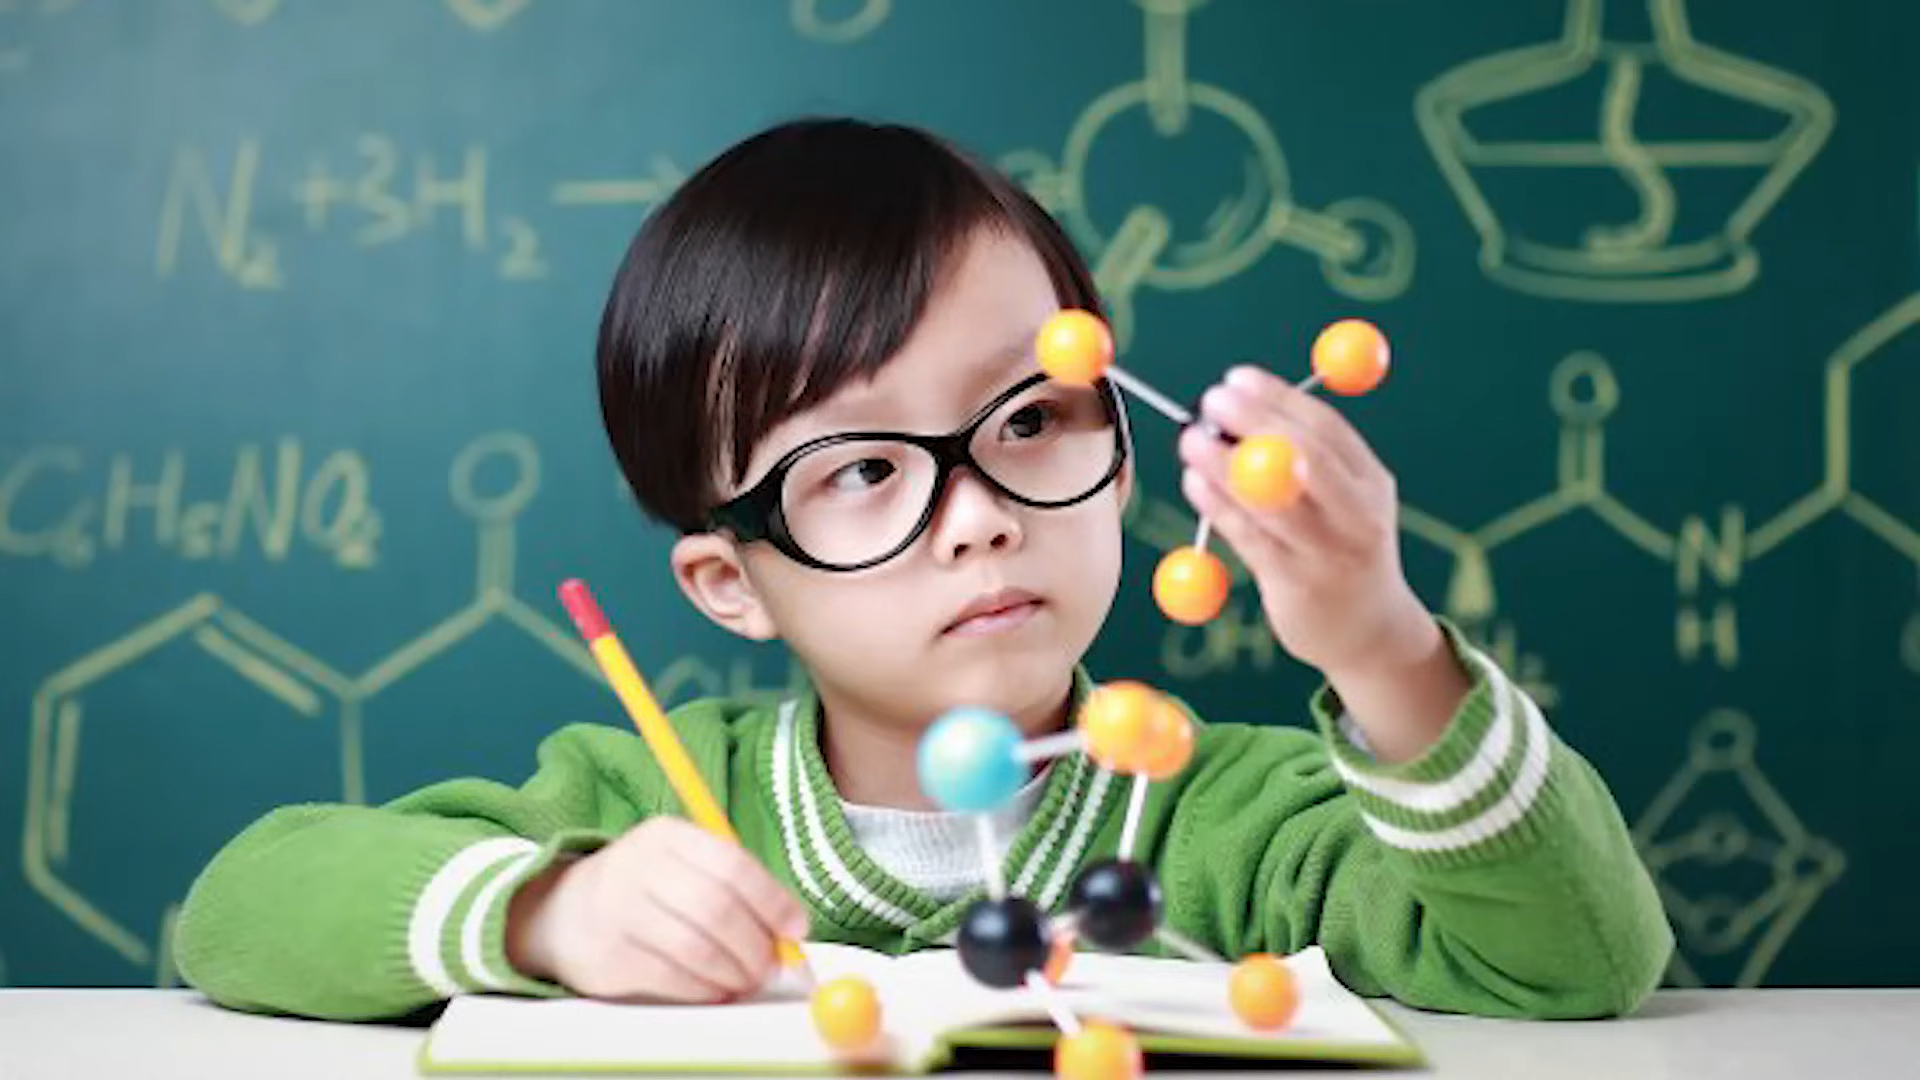 N₂ + 3H₂ →
C₆H₅NO₂
O
O
N
H
OH